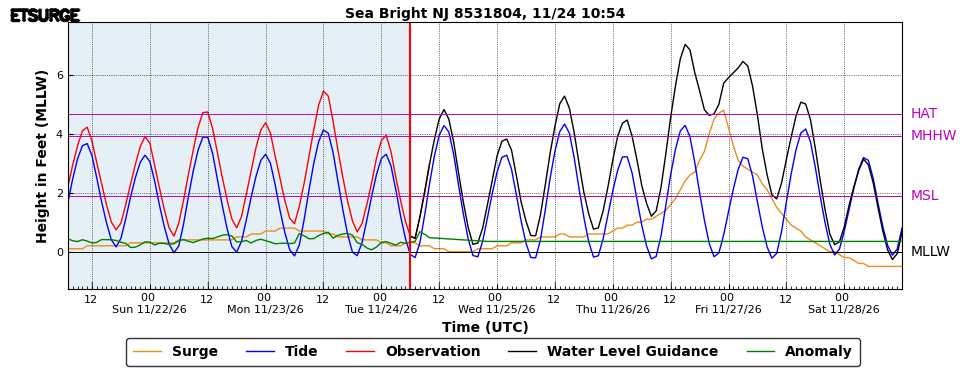 ETSURGE
Sea Bright NJ 8531804, 11/24 10:54
Height in Feet (MLLW)
6
4
2
0
HAT
MHHW
MSL
MLLW
12 00 12 00 12 00 12 00 12 00 12 00 12 00
Sun 11/22/26 Mon 11/23/26 Tue 11/24/26 Wed 11/25/26 Thu 11/26/26 Fri 11/27/26 Sat 11/28/26
Time (UTC)
Surge Tide Observation Water Level Guidance Anomaly